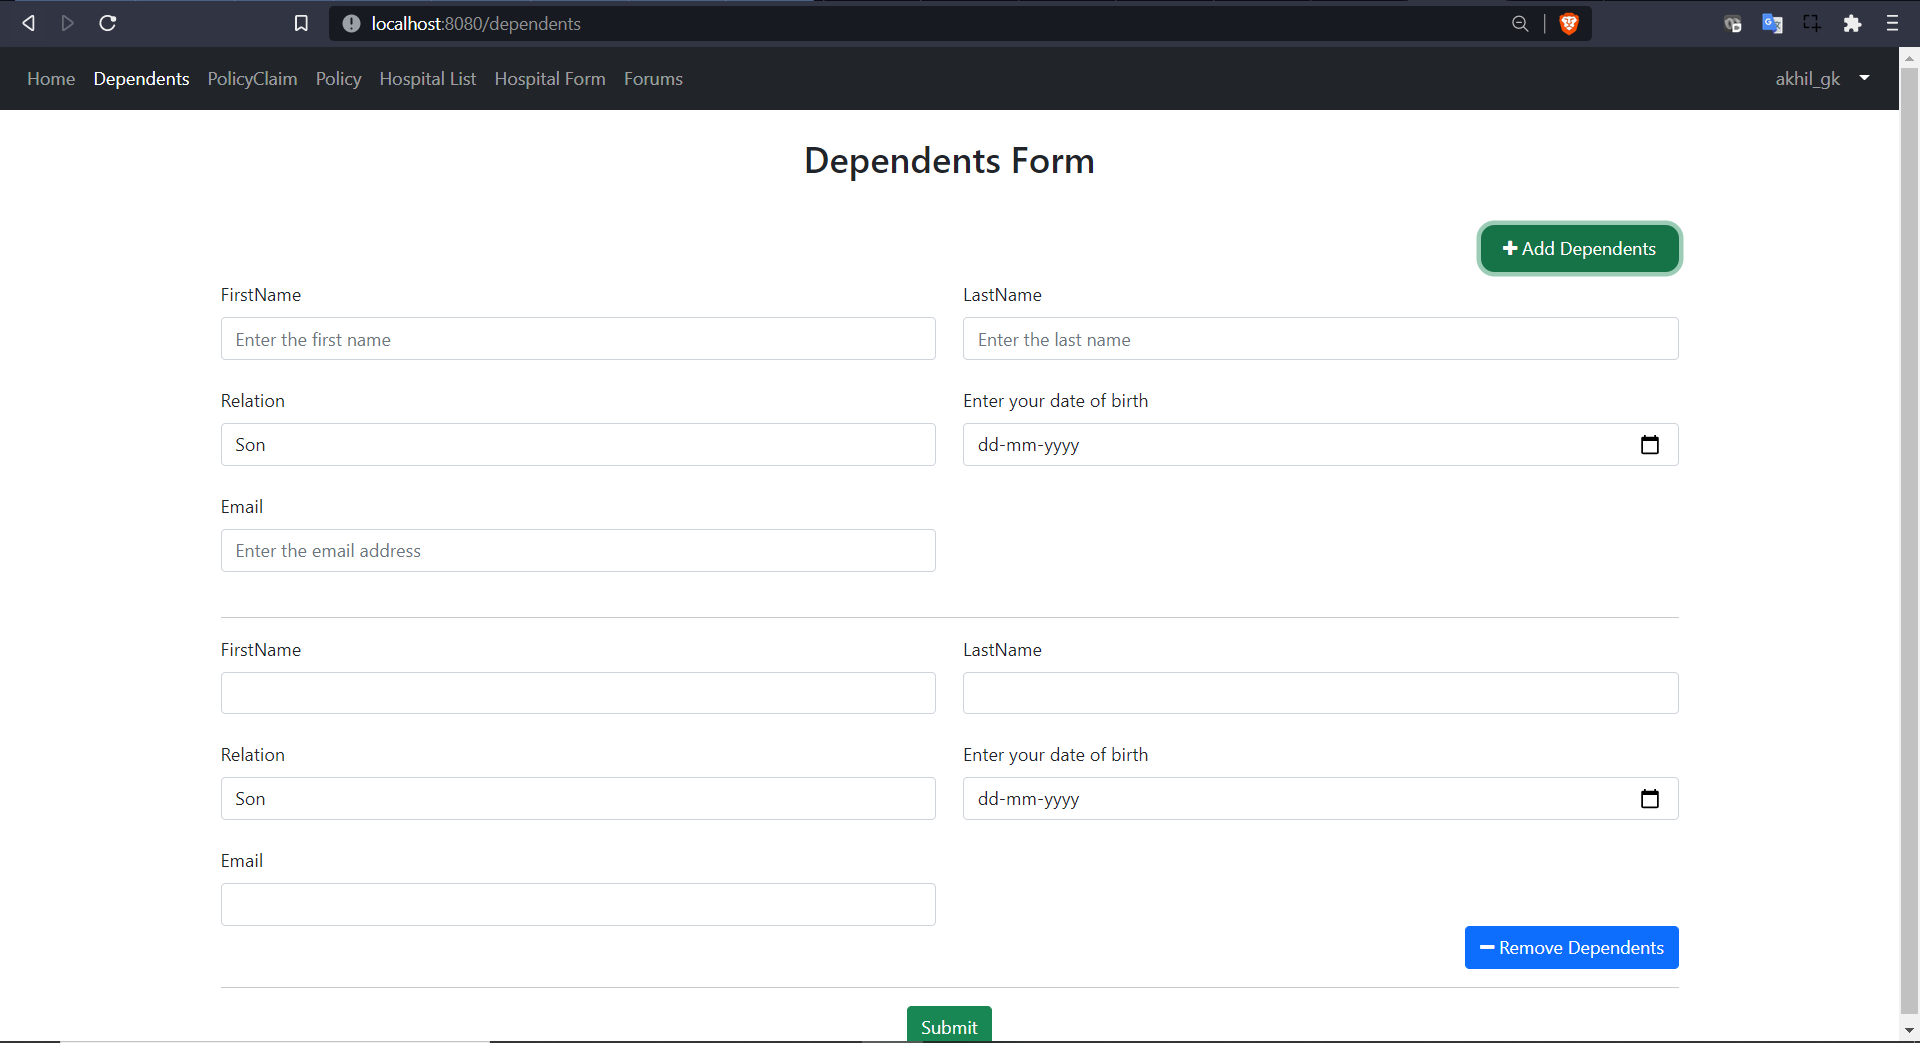 localhost:8080/dependents
Home Dependents PolicyClaim Policy Hospital List Hospital Form Forums akhil_gk
Dependents Form
Add Dependents
FirstName LastName
Enter the first name Enter the last name
Relation Enter your date of birth
Son dd-mm-yyyy
Email
Enter the email address
FirstName LastName
Relation Enter your date of birth
Son dd-mm-yyyy
Email
Remove Dependents
Submit